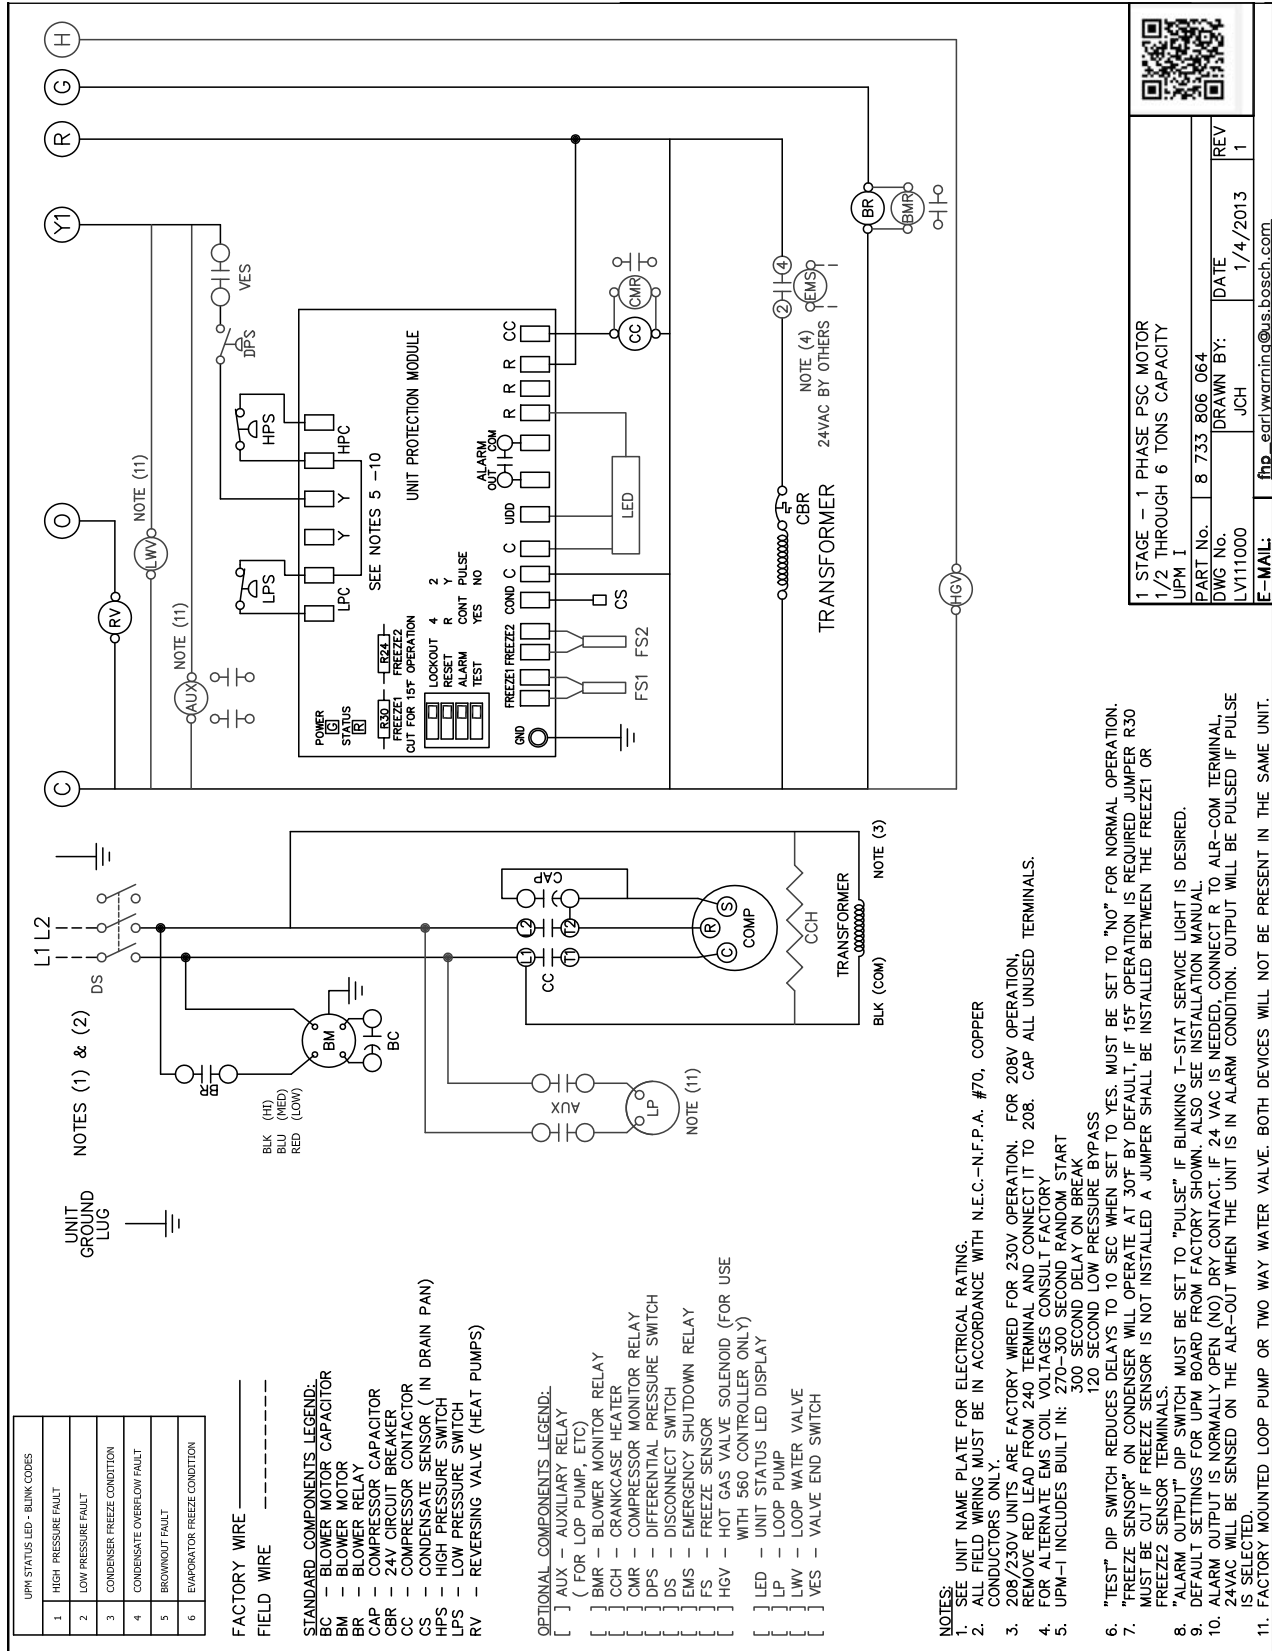 UPM STATUS LED - BLINK CODES
1 HIGH PRESSURE FAULT
2 LOW PRESSURE FAULT
3 CONDENSER FREEZE CONDITION
4 CONDENSATE OVERFLOW FAULT
5 BROWNOUT FAULT
6 EVAPORATOR FREEZE CONDITION
FACTORY WIRE
FIELD WIRE
STANDARD COMPONENTS LEGEND:
BC - BLOWER MOTOR CAPACITOR
BM - BLOWER MOTOR
BR - BLOWER RELAY
CAP - COMPRESSOR CAPACITOR
CBR - 24V CIRCUIT BREAKER
CC - COMPRESSOR CONTACTOR
CS - CONDENSATE SENSOR ( IN DRAIN PAN)
HPS - HIGH PRESSURE SWITCH
LPS - LOW PRESSURE SWITCH
RV - REVERSING VALVE (HEAT PUMPS)
OPTIONAL COMPONENTS LEGEND:
[ ] AUX - AUXILIARY RELAY
( FOR LOP PUMP, ETC)
[ ] BMR - BLOWER MONITOR RELAY
[ ] CCH - CRANKCASE HEATER
[ ] CMR - COMPRESSOR MONITOR RELAY
[ ] DPS - DIFFERENTIAL PRESSURE SWITCH
[ ] DS - DISCONNECT SWITCH
[ ] EMS - EMERGENCY SHUTDOWN RELAY
[ ] FS - FREEZE SENSOR
[ ] HGV - HOT GAS VALVE SOLENOID (FOR USE
WITH 560 CONTROLLER ONLY)
[ ] LED - UNIT STATUS LED DISPLAY
[ ] LP - LOOP PUMP
[ ] LWV - LOOP WATER VALVE
[ ] VES - VALVE END SWITCH
UNIT
GROUND
LUG
NOTES (1) & (2)
L1 L2
DS
BR
BLK (HI)
BLU (MED)
RED (LOW)
BM
BC
AUX
LP
NOTE (11)
L1 L2
CC
T1 T2
CAP
C R S
COMP
CCH
TRANSFORMER
BLK (COM)
NOTE (3)
C
O
Y1
R
G
H
RV
LWV
NOTE (11)
AUX
NOTE (11)
VES
DPS
HPS
LPS
LPC
Y
Y
HPC
SEE NOTES 5 -10
UNIT PROTECTION MODULE
POWER
G
STATUS
R
R30
FREEZE1
R24
FREEZE2
CUT FOR 15°F OPERATION
LOCKOUT 4 2
RESET R Y
ALARM CONT PULSE
TEST YES NO
GND
FREEZE1
FREEZE2
COND
C
C
UDD
ALARM
OUT COM
R
R
R
CC
FS1
FS2
CS
LED
CC
CMR
NOTE (4)
24VAC BY OTHERS
2
4
EMS
CBR
TRANSFORMER
BR
BMR
HGV
NOTES:
1. SEE UNIT NAME PLATE FOR ELECTRICAL RATING.
2. ALL FIELD WIRING MUST BE IN ACCORDANCE WITH N.E.C.-N.F.P.A. #70, COPPER
CONDUCTORS ONLY.
3. 208/230V UNITS ARE FACTORY WIRED FOR 230V OPERATION. FOR 208V OPERATION,
REMOVE RED LEAD FROM 240 TERMINAL AND CONNECT IT TO 208. CAP ALL UNUSED TERMINALS.
4. FOR ALTERNATE EMS COIL VOLTAGES CONSULT FACTORY
5. UPM-I INCLUDES BUILT IN: 270-300 SECOND RANDOM START
300 SECOND DELAY ON BREAK
120 SECOND LOW PRESSURE BYPASS
6. "TEST" DIP SWITCH REDUCES DELAYS TO 10 SEC WHEN SET TO YES. MUST BE SET TO "NO" FOR NORMAL OPERATION.
7. "FREEZE SENSOR" ON CONDENSER WILL OPERATE AT 30°F BY DEFAULT, IF 15°F OPERATION IS REQUIRED JUMPER R30
MUST BE CUT IF FREEZE SENSOR IS NOT INSTALLED A JUMPER SHALL BE INSTALLED BETWEEN THE FREEZE1 OR
FREEZE2 SENSOR TERMINALS.
8. "ALARM OUTPUT" DIP SWITCH MUST BE SET TO "PULSE" IF BLINKING T-STAT SERVICE LIGHT IS DESIRED.
9. DEFAULT SETTINGS FOR UPM BOARD FROM FACTORY SHOWN. ALSO SEE INSTALLATION MANUAL.
10. ALARM OUTPUT IS NORMALLY OPEN (NO) DRY CONTACT. IF 24 VAC IS NEEDED, CONNECT R TO ALR-COM TERMINAL,
24VAC WILL BE SENSED ON THE ALR-OUT WHEN THE UNIT IS IN ALARM CONDITION. OUTPUT WILL BE PULSED IF PULSE
IS SELECTED.
11. FACTORY MOUNTED LOOP PUMP OR TWO WAY WATER VALVE. BOTH DEVICES WILL NOT BE PRESENT IN THE SAME UNIT.
1 STAGE - 1 PHASE PSC MOTOR
1/2 THROUGH 6 TONS CAPACITY
UPM I
PART No. 8 733 806 064
DWG No. DRAWN BY: DATE REV
LV111000 JCH 1/4/2013 1
E-MAIL: fhp_earlywarning@us.bosch.com